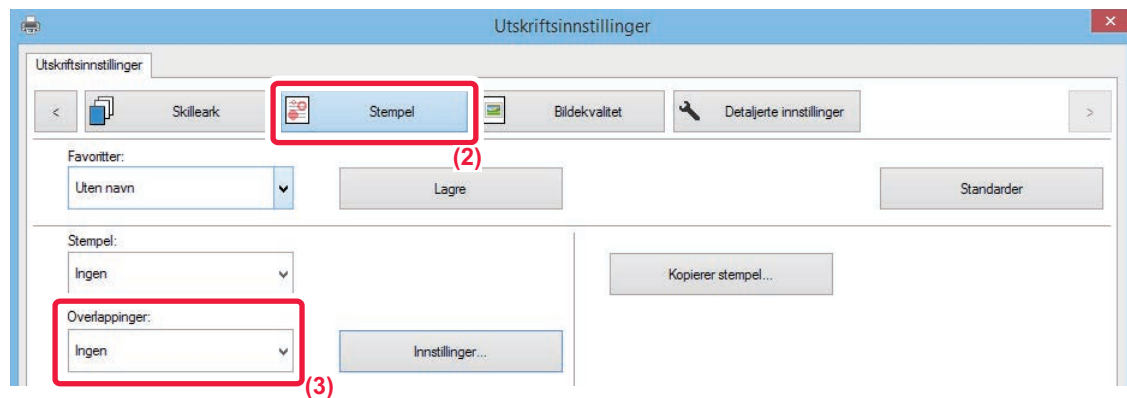 Utskriftsinnstillinger
×
Utskriftsinnstillinger
< Skilleark Stempel Bildekvalitet Detaljerte innstillinger >
(2)
Favoritter:
Uten navn Lagre Standarder
Stempel:
Ingen Kopierer stempel...
Overlappinger:
Ingen Innstillinger...
(3)